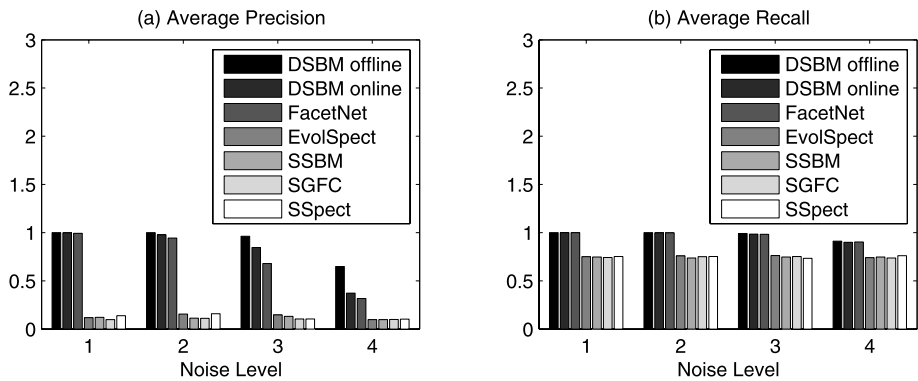 (a) Average Precision
3
2.5
2
1.5
1
0.5
0
DSBM offline
DSBM online
FacetNet
EvolSpect
SSBM
SGFC
SSpect
1 2 3 4
Noise Level
(b) Average Recall
3
2.5
2
1.5
1
0.5
0
DSBM offline
DSBM online
FacetNet
EvolSpect
SSBM
SGFC
SSpect
1 2 3 4
Noise Level